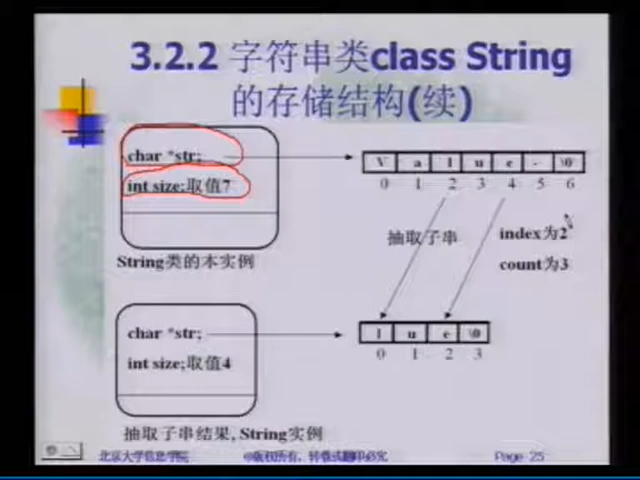 3.2.2 字符串类class String
的存储结构(续)
char *str;
int size;取值7
V a l u e - \0
0 1 2 3 4 5 6
抽取子串
index为2
count为3
String类的本实例
char *str;
int size;取值4
l u e \0
0 1 2 3
抽取子串结果, String实例
北京大学信息学院
©版权所有，转载或翻印必究
Page 25